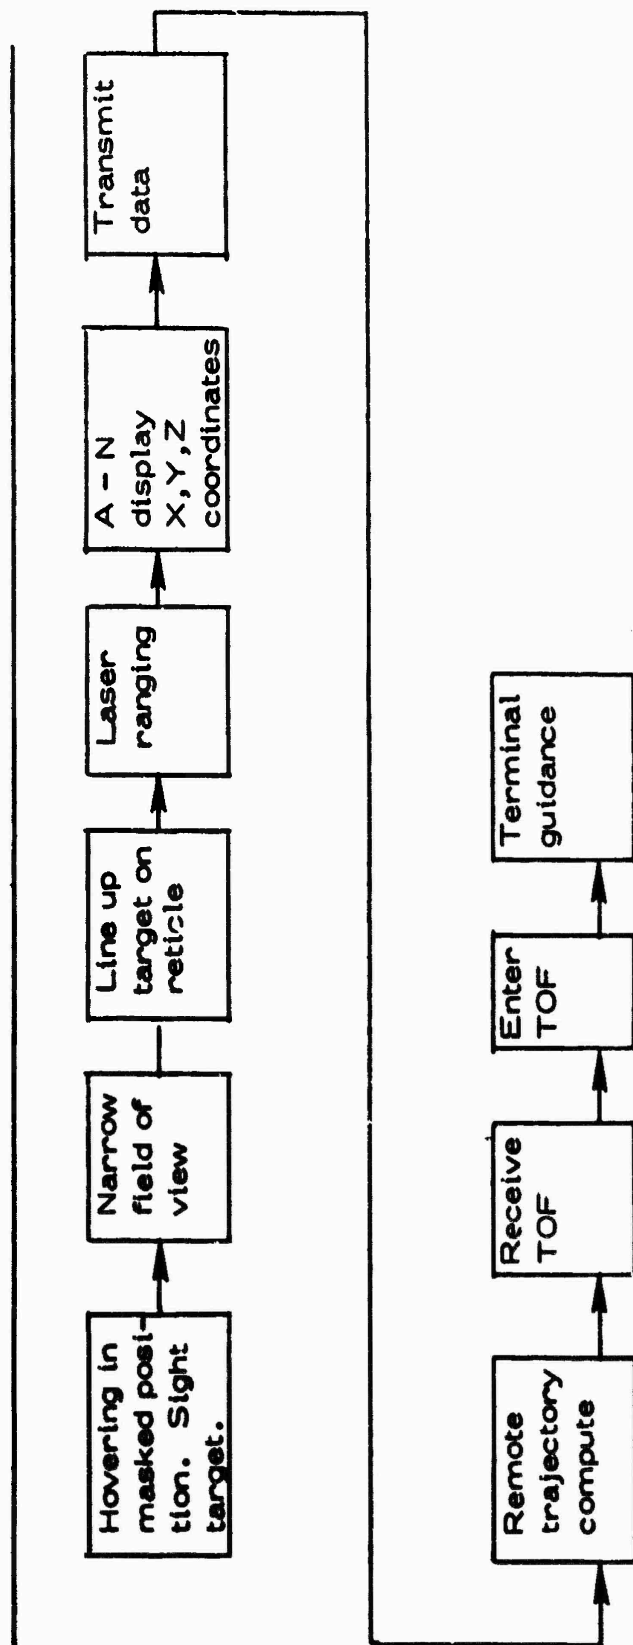 Hovering in
masked posi-
tion. Sight
target.
Narrow
field of
view
Line up
target on
reticle
Laser
ranging
A - N
display
X,Y,Z
coordinates
Transmit
data
Remote
trajectory
compute
Receive
TOF
Enter
TOF
Terminal
guidance